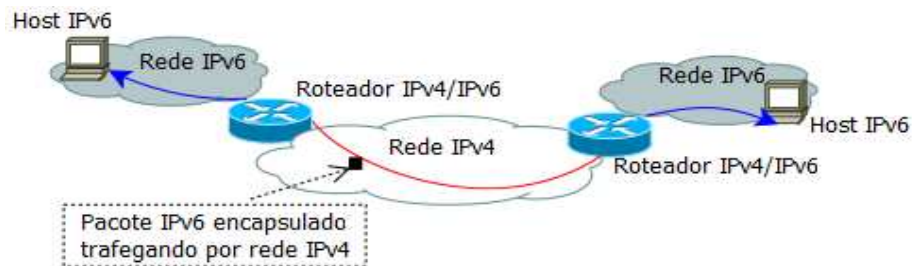 Host IPv6
Rede IPv6
Roteador IPv4/IPv6
Rede IPv4
Rede IPv6
Host IPv6
Roteador IPv4/IPv6
Pacote IPv6 encapsulado
trafegando por rede IPv4